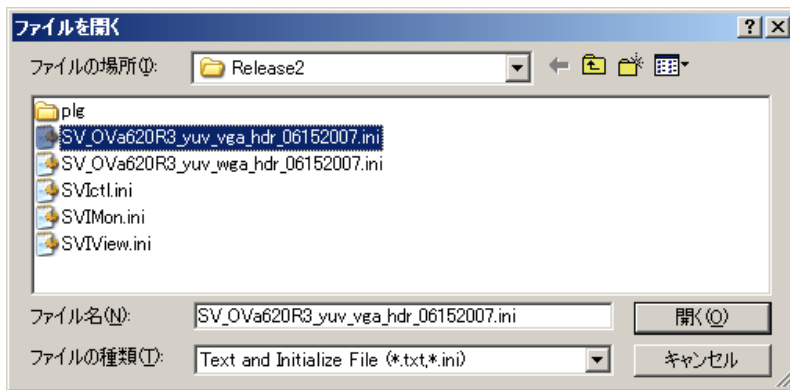 ファイルを開く
ファイルの場所(I):
Release2
plg
SV_OVa620R3_yuv_vga_hdr_06152007.ini
SV_OVa620R3_yuv_wga_hdr_06152007.ini
SVIctl.ini
SVIMon.ini
SVIView.ini
ファイル名(N):
SV_OVa620R3_yuv_vga_hdr_06152007.ini
開く(O)
ファイルの種類(T):
Text and Initialize File (*.txt,*.ini)
キャンセル